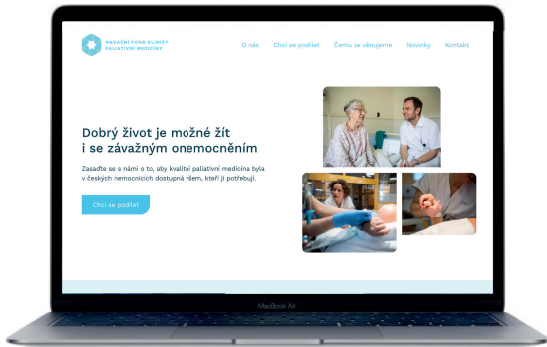 NADAČNÍ FOND KLINIKY
PALIATIVNÍ MEDICÍNY
O nás Chci se podílet Čemu se věnujeme Novinky Kontakt
Dobrý život je možné žít
i se závažným onemocněním
Zasaďte se s námi o to, aby kvalitní paliativní medicína byla
v českých nemocnicích dostupná všem, kteří ji potřebují.
Chci se podílet
MacBook Air